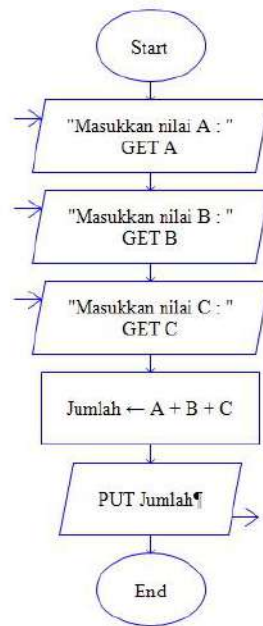 Start
"Masukkan nilai A : "
GET A
"Masukkan nilai B : "
GET B
"Masukkan nilai C : "
GET C
Jumlah ← A + B + C
PUT Jumlah¶
End